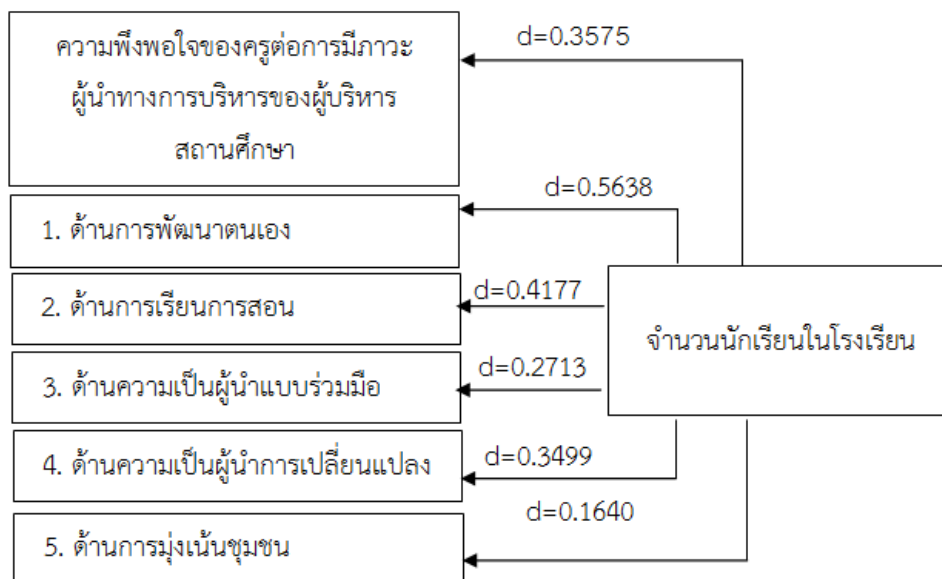 ความพึงพอใจของครูต่อการมีภาวะ
ผู้นำทางการบริหารของผู้บริหาร
สถานศึกษา
d=0.3575
1. ด้านการพัฒนาตนเอง
d=0.5638
2. ด้านการเรียนการสอน
d=0.4177
จำนวนนักเรียนในโรงเรียน
3. ด้านความเป็นผู้นำแบบร่วมมือ
d=0.2713
4. ด้านความเป็นผู้นำการเปลี่ยนแปลง
d=0.3499
5. ด้านการมุ่งเน้นชุมชน
d=0.1640